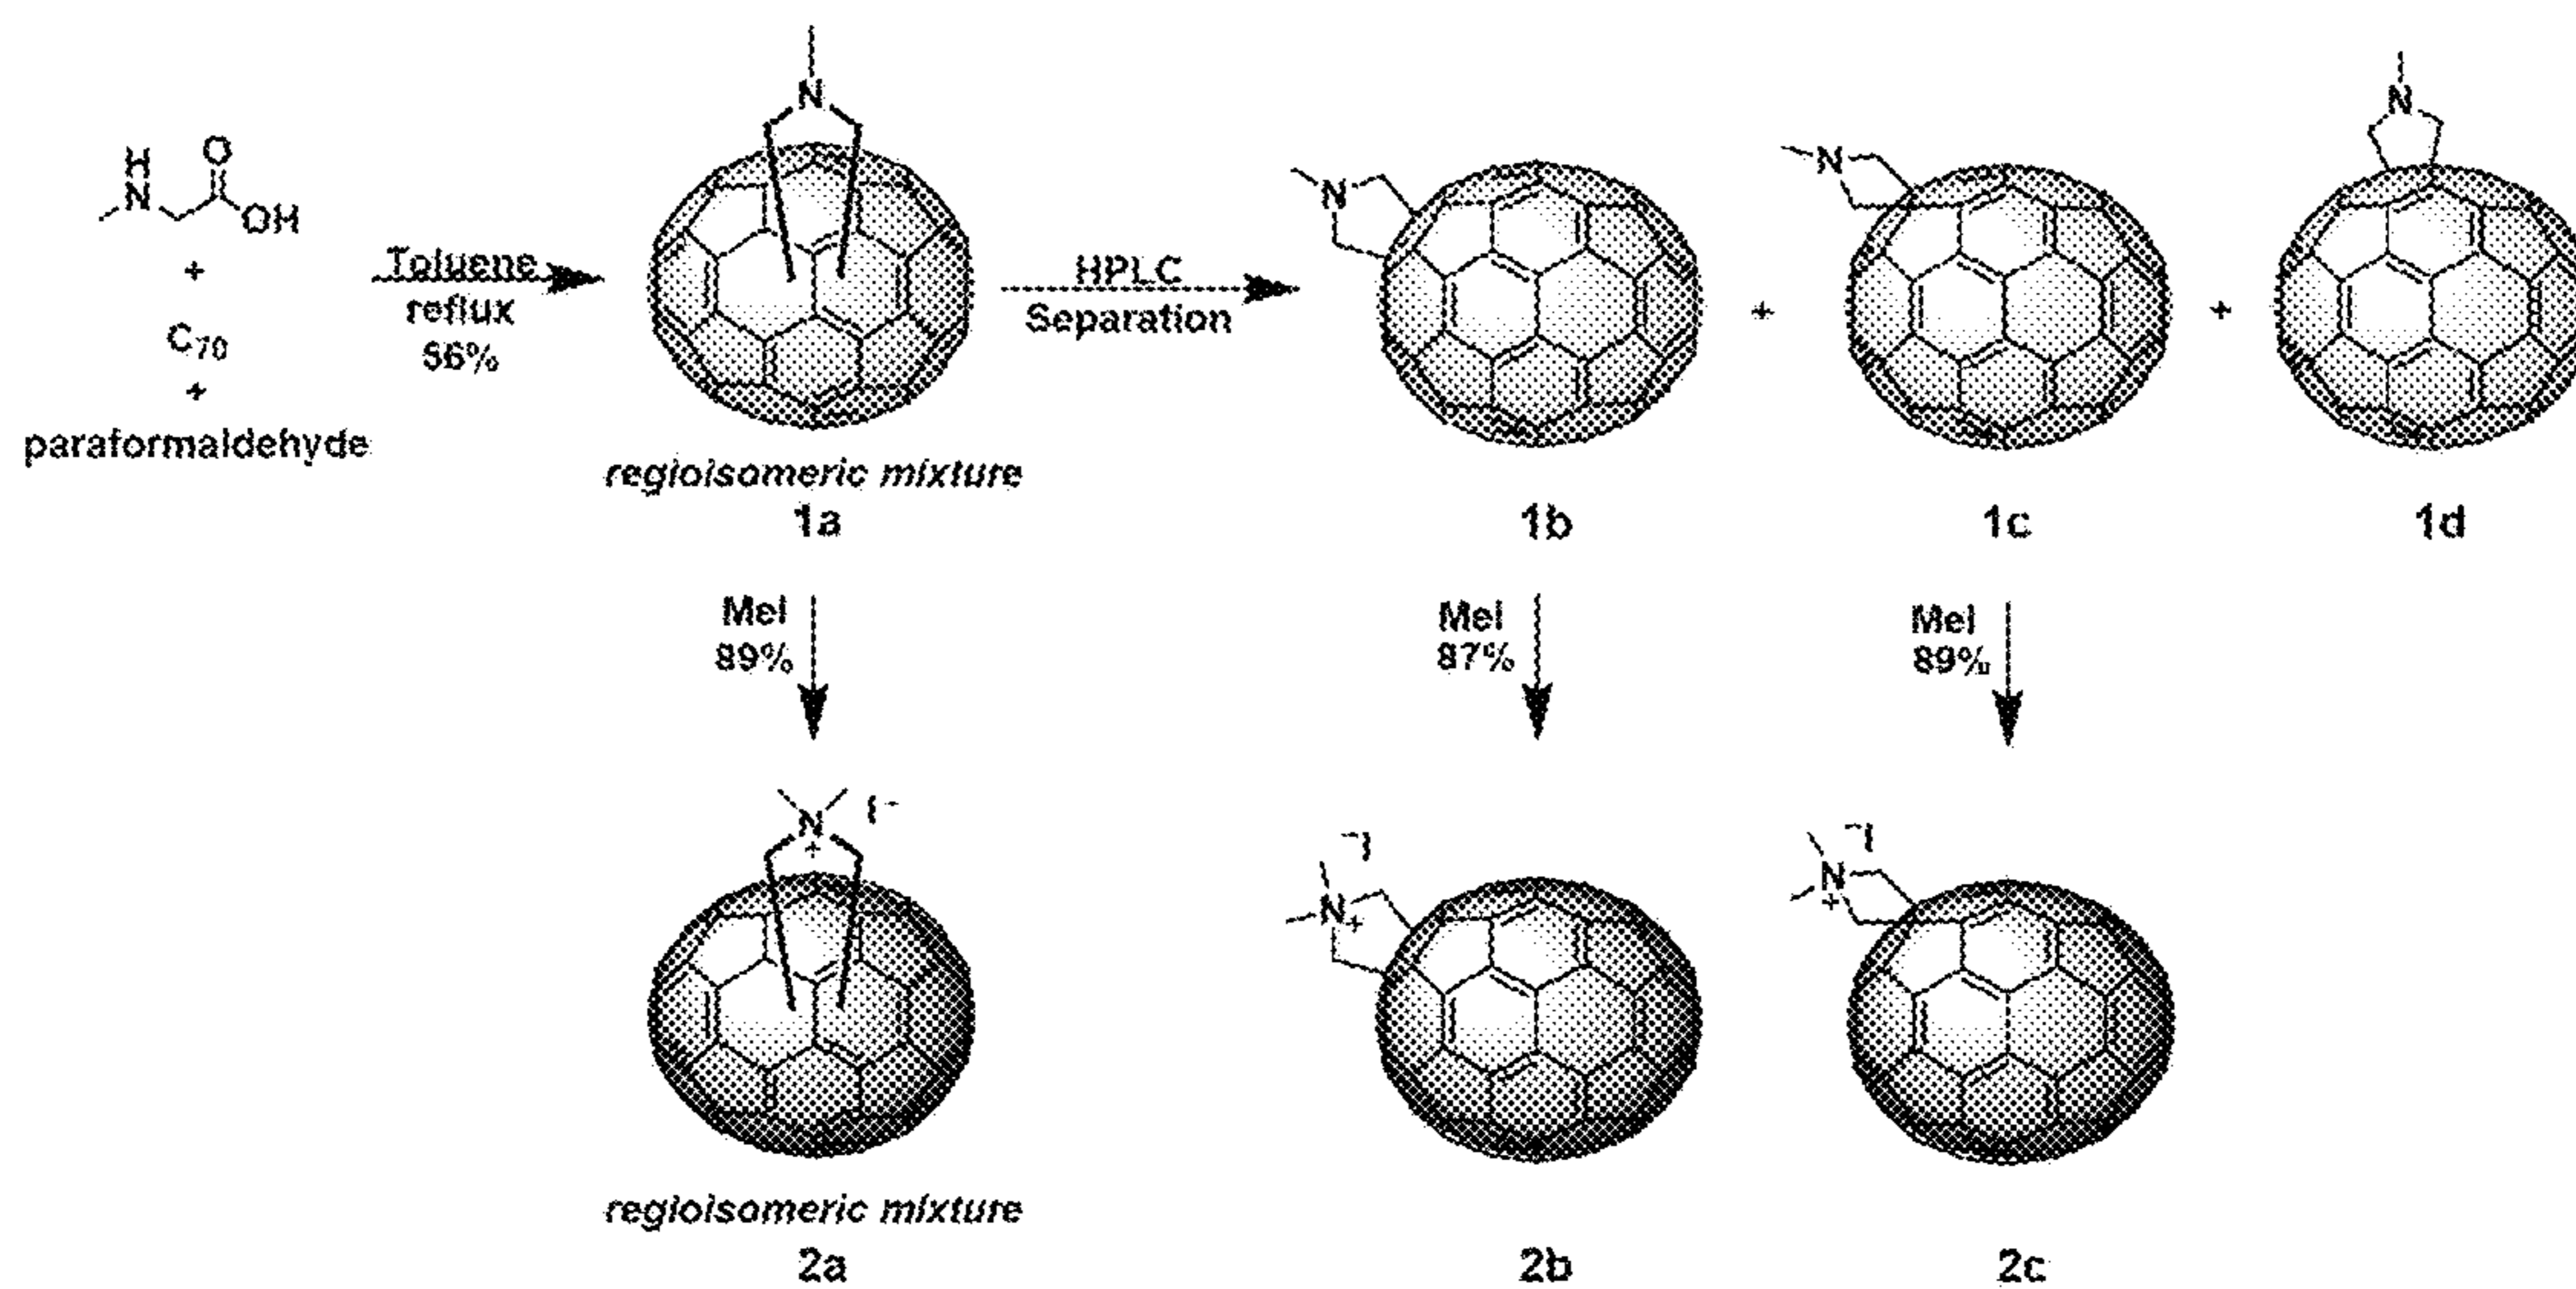 H
N
O
OH
+
C70
+
paraformaldehyde
Toluene
reflux
56%
N
regioisomeric mixture
1a
HPLC
Separation
N
1b
+
N
1c
+
N
1d
MeI
89%
MeI
87%
MeI
89%
N
+
I-
regioisomeric mixture
2a
-I
N
+
2b
-I
N
+
2c